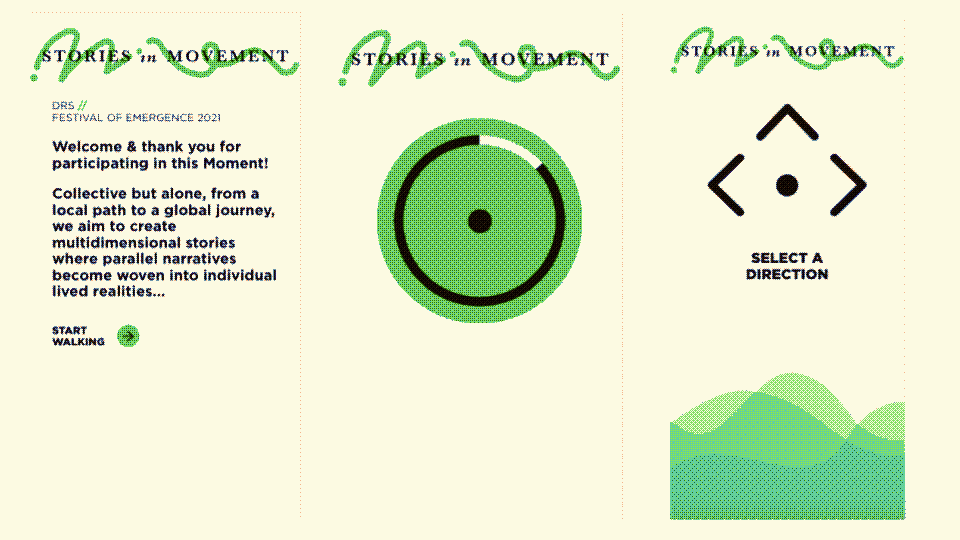 STORIES in MOVEMENT
DRS //
FESTIVAL OF EMERGENCE 2021
Welcome & thank you for
participating in this Moment!
Collective but alone, from a
local path to a global journey,
we aim to create
multidimensional stories
where parallel narratives
become woven into individual
lived realities...
START
WALKING
STORIES in MOVEMENT
STORIES in MOVEMENT
SELECT A
DIRECTION